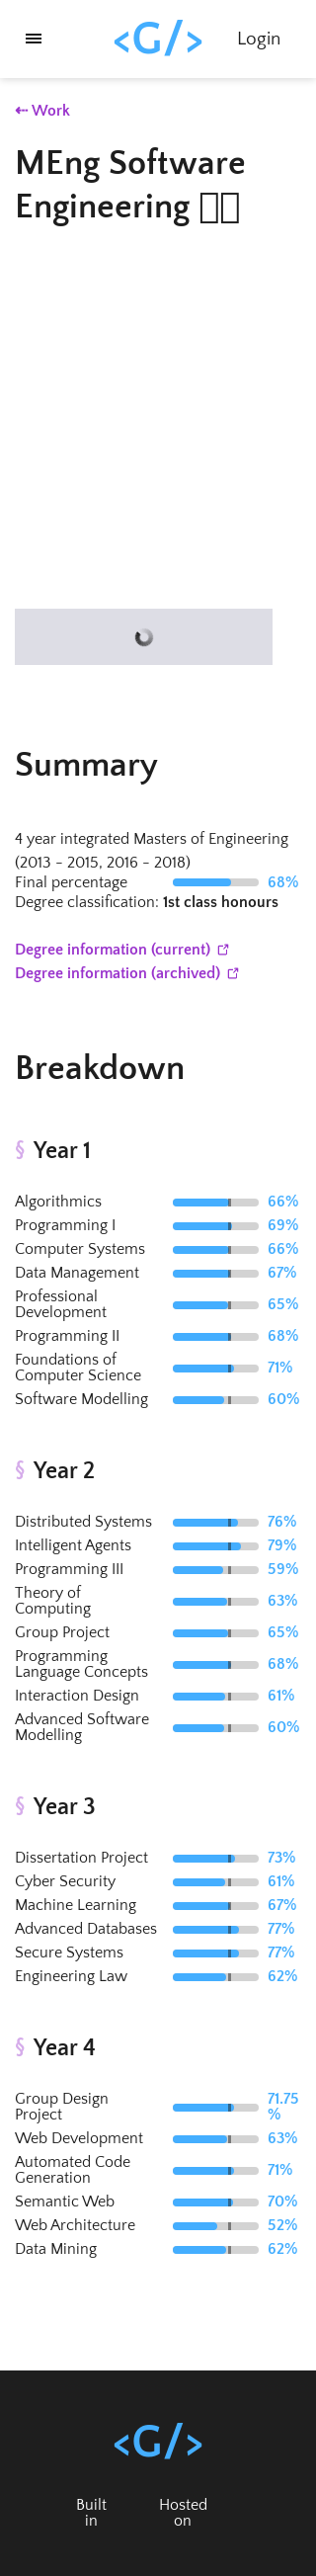 <G/>
Login
⇠ Work
MEng Software
Engineering
Summary
4 year integrated Masters of Engineering
(2013 - 2015, 2016 - 2018)
Final percentage 68%
Degree classification: 1st class honours
Degree information (current)
Degree information (archived)
Breakdown
§ Year 1
Algorithmics 66%
Programming I 69%
Computer Systems 66%
Data Management 67%
Professional
Development 65%
Programming II 68%
Foundations of
Computer Science 71%
Software Modelling 60%
§ Year 2
Distributed Systems 76%
Intelligent Agents 79%
Programming III 59%
Theory of
Computing 63%
Group Project 65%
Programming
Language Concepts 68%
Interaction Design 61%
Advanced Software
Modelling 60%
§ Year 3
Dissertation Project 73%
Cyber Security 61%
Machine Learning 67%
Advanced Databases 77%
Secure Systems 77%
Engineering Law 62%
§ Year 4
Group Design 71.75
Project %
Web Development 63%
Automated Code
Generation 71%
Semantic Web 70%
Web Architecture 52%
Data Mining 62%
<G/>
Built
in
Hosted
on